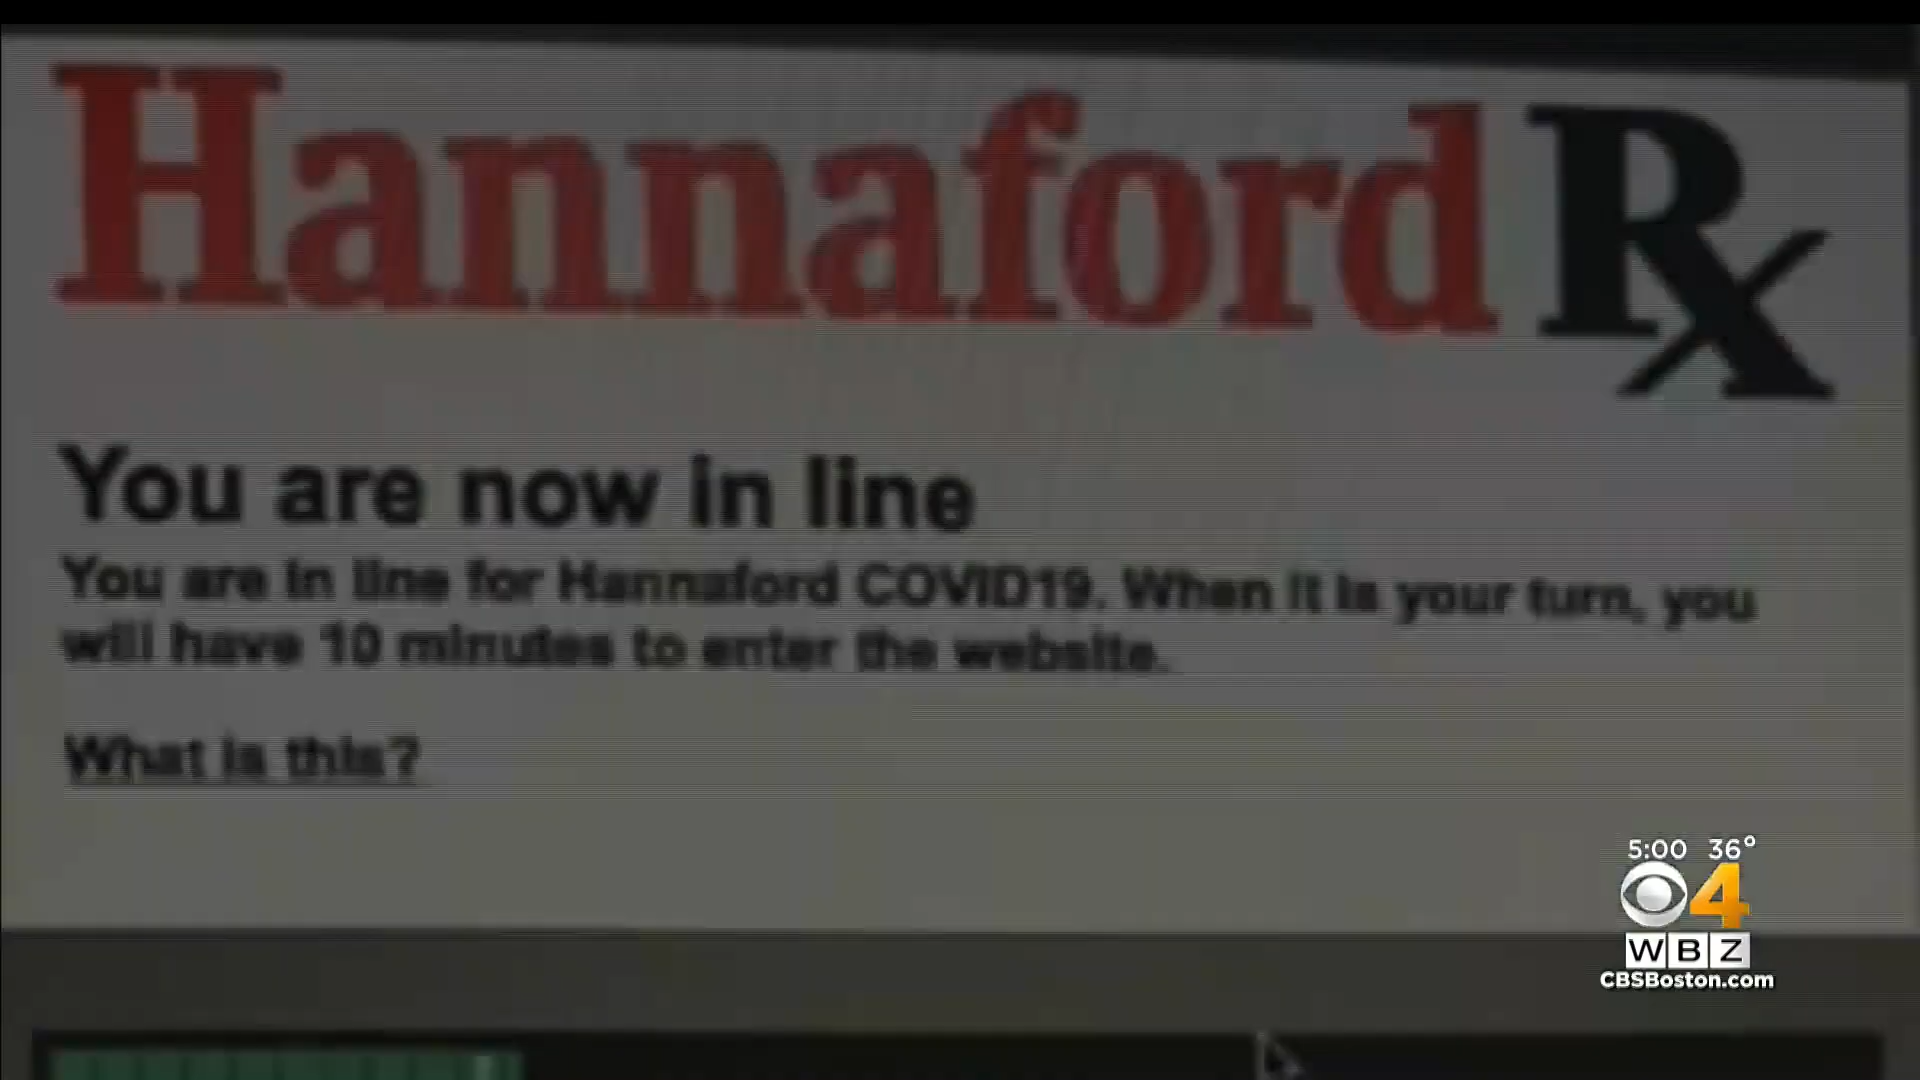 Hannaford Rx
You are now in line
You are in line for Hannaford COVID19. When it is your turn, you
will have 10 minutes to enter the website.
What is this?
5:00 36°
4
WBZ
CBSBoston.com